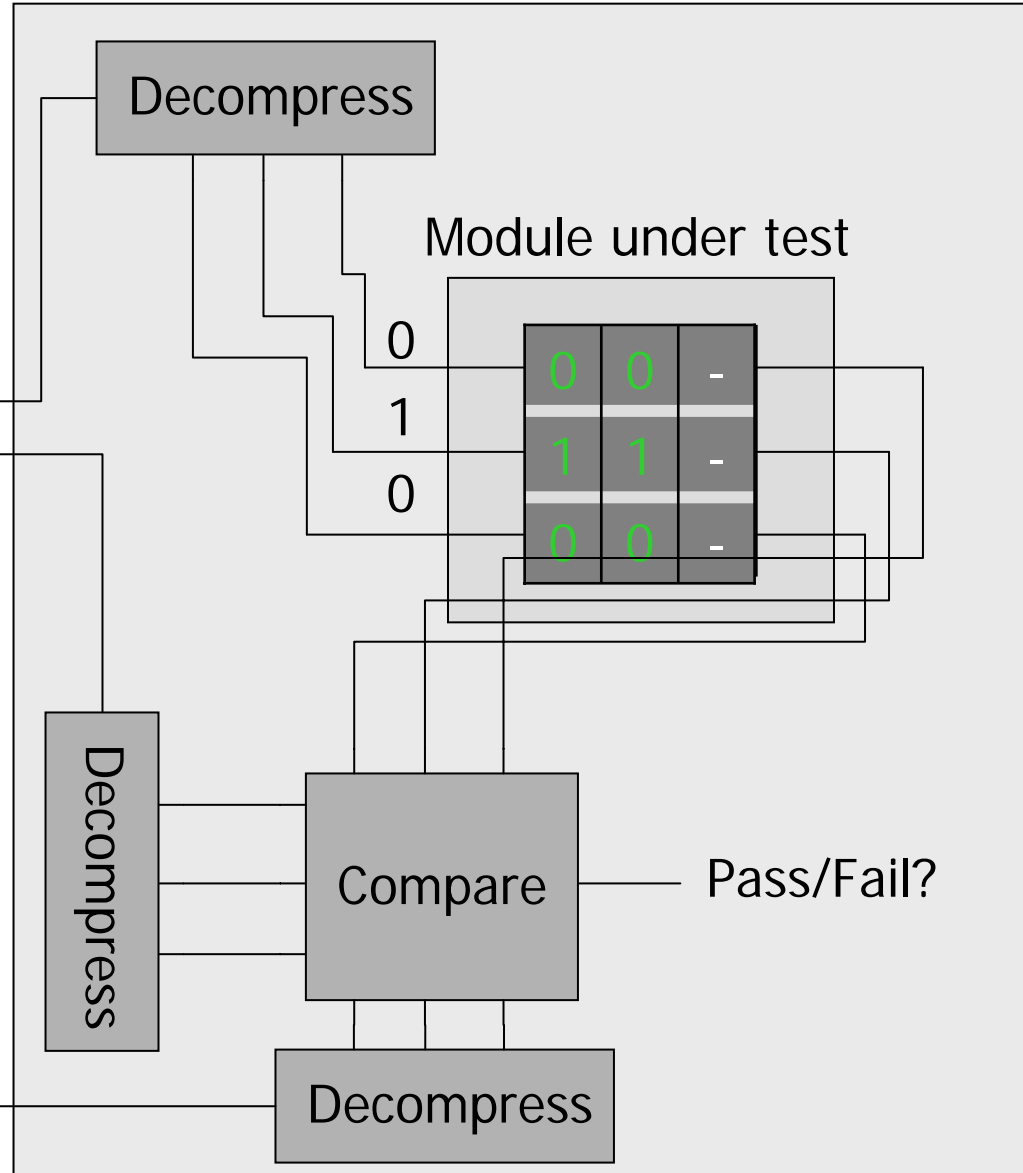 Decompress
Module under test
0
0 0 -
1
1 1 -
0
0 0 -
Decompress
Compare
Pass/Fail?
Decompress